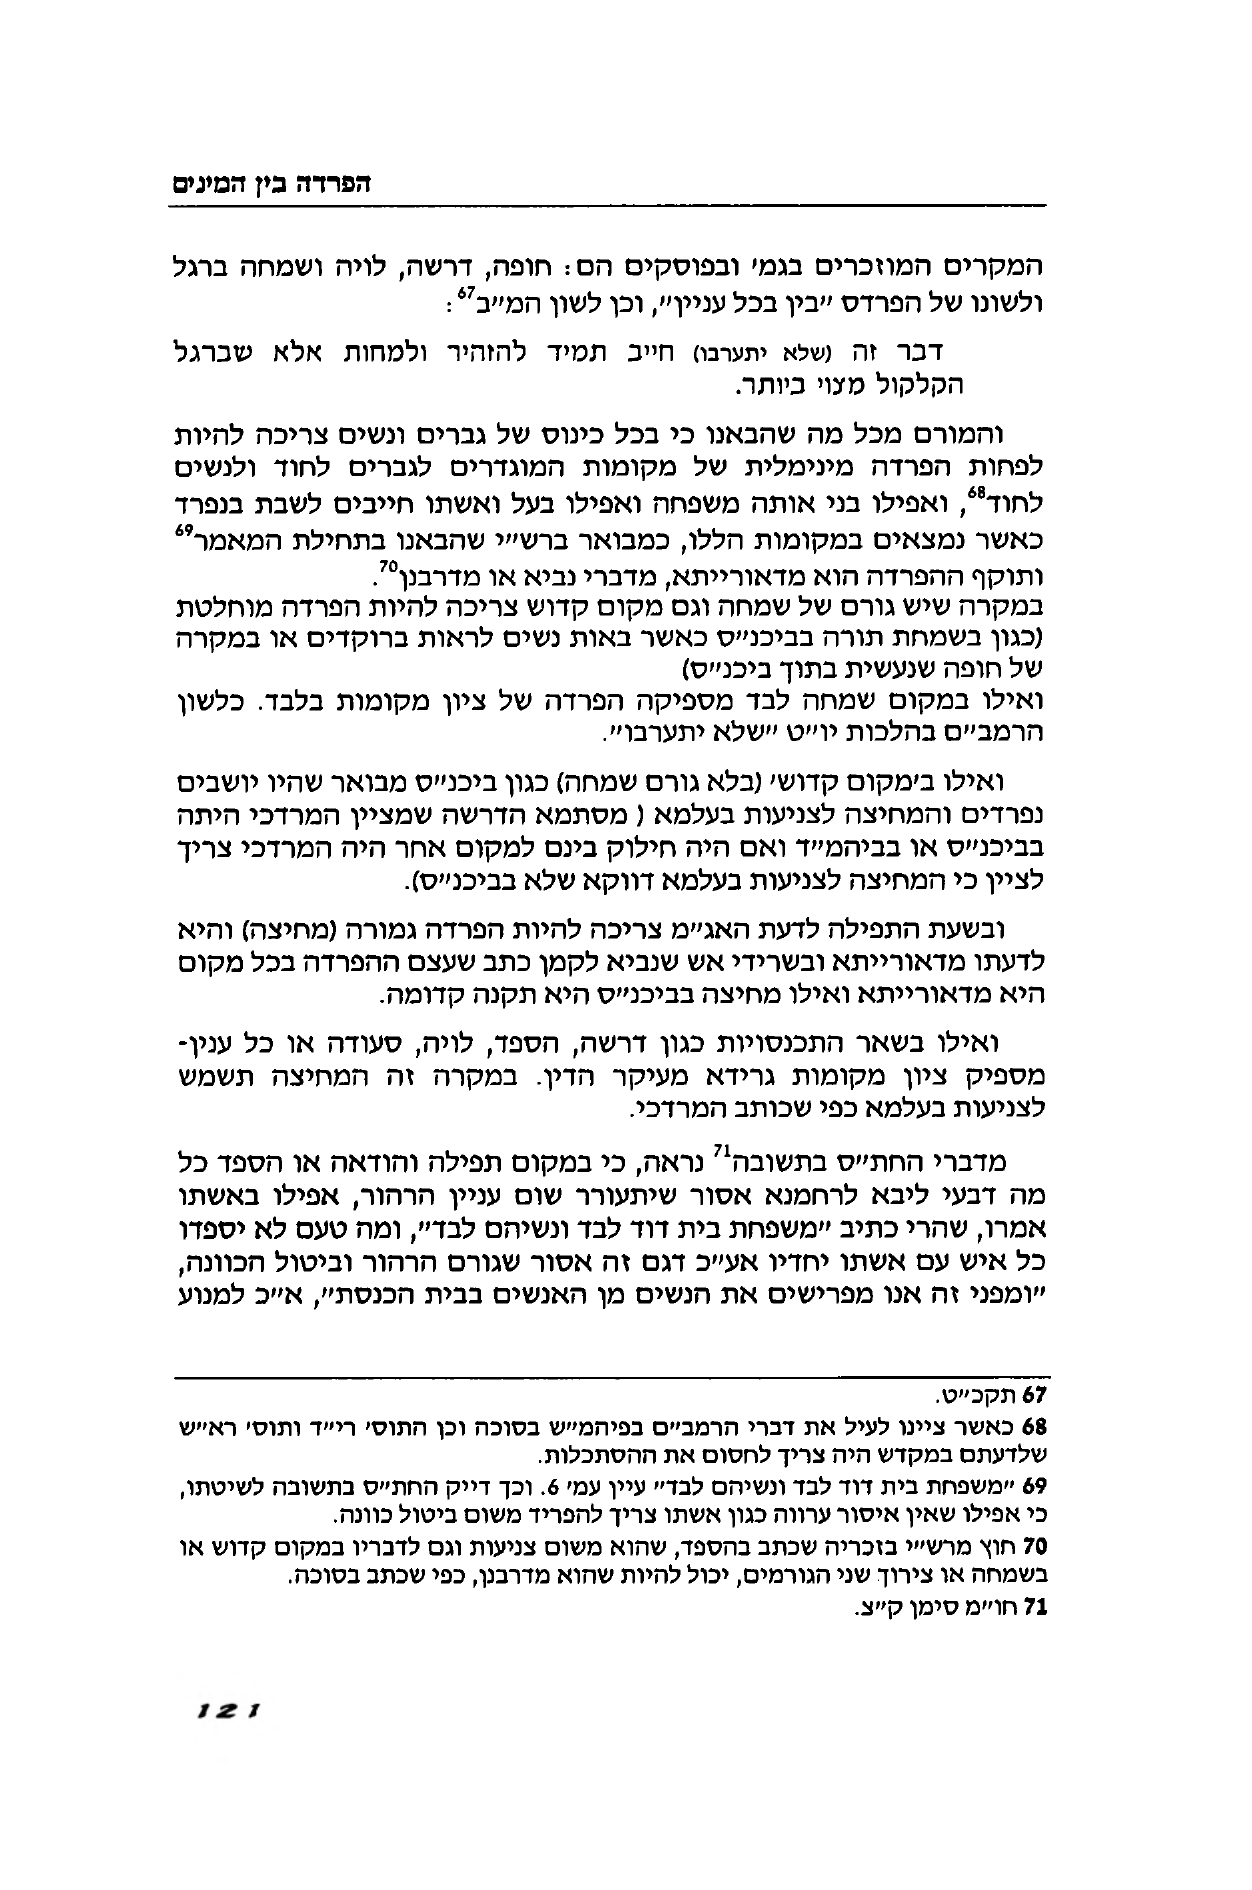 הפרדה בין המינים
המקרים המוזכרים בגמ׳ ובפוסקים הם: חופה, דרשה, לויה ושמחה ברגל
ולשונו של הפרדס ״בין בכל עניין״, וכן לשון המ״ב67:
דבר זה (שלא יתערבו) חייב תמיד להזהיר ולמחות אלא שברגל
הקלקול מצוי ביותר.
והמורם מכל מה שהבאנו כי בכל כינוס של גברים ונשים צריכה להיות
לפחות הפרדה מינימלית של מקומות המוגדרים לגברים לחוד ולנשים
לחוד68, ואפילו בני אותה משפחה ואפילו בעל ואשתו חייבים לשבת בנפרד
כאשר נמצאים במקומות הללו, כמבואר ברש״י שהבאנו בתחילת המאמר69
ותוקף ההפרדה הוא מדאורייתא, מדברי נביא או מדרבנן70.
במקרה שיש גורם של שמחה וגם מקום קדוש צריכה להיות הפרדה מוחלטת
(כגון בשמחת תורה בביכנ״ס כאשר באות נשים לראות ברוקדים או במקרה
של חופה שנעשית בתוך ביכנ״ס)
ואילו במקום שמחה לבד מספיקה הפרדה של ציון מקומות בלבד. כלשון
הרמב״ם בהלכות יו״ט ״שלא יתערבו״.
ואילו ב׳מקום קדוש׳ (בלא גורם שמחה) כגון ביכנ״ס מבואר שהיו יושבים
נפרדים והמחיצה לצניעות בעלמא ( מסתמא הדרשה שמציין המרדכי היתה
בביכנ״ס או בביהמ״ד ואם היה חילוק בינם למקום אחר היה המרדכי צריך
לציין כי המחיצה לצניעות בעלמא דווקא שלא בביכנ״ס).
ובשעת התפילה לדעת האג״מ צריכה להיות הפרדה גמורה (מחיצה) והיא
לדעתו מדאורייתא ובשרידי אש שנביא לקמן כתב שעצם ההפרדה בכל מקום
היא מדאורייתא ואילו מחיצה בביכנ״ס היא תקנה קדומה.
ואילו בשאר התכנסויות כגון דרשה, הספד, לויה, סעודה או כל ענין-
מספיק ציון מקומות גרידא מעיקר הדין. במקרה זה המחיצה תשמש
לצניעות בעלמא כפי שכותב המרדכי.
מדברי החת״ס בתשובה71 נראה, כי במקום תפילה והודאה או הספד כל
מה דבעי ליבא לרחמנא אסור שיתעורר שום עניין הרהור, אפילו באשתו
אמרו, שהרי כתיב ״משפחת בית דוד לבד ונשיהם לבד״, ומה טעם לא יספדו
כל איש עם אשתו יחדיו אע״כ דגם זה אסור שגורם הרהור וביטול הכוונה,
״ומפני זה אנו מפרישים את הנשים מן האנשים בבית הכנסת״, א״כ למנוע
67 תקכ״ט.
68 כאשר ציינו לעיל את דברי הרמב״ם בפיהמ״ש בסוכה וכן התוס׳ רי״ד ותוס׳ רא״ש
שלדעתם במקדש היה צריך לחסום את ההסתכלות.
69 ״משפחת בית דוד לבד ונשיהם לבד״ עיין עמ׳ 6. וכך דייק החת״ס בתשובה לשיטתו,
כי אפילו שאין איסור ערווה כגון אשתו צריך להפריד משום ביטול כוונה.
70 חוץ מרש״י בזכריה שכתב בהספד, שהוא משום צניעות וגם לדבריו במקום קדוש או
בשמחה או צירוך שני הגורמים, יכול להיות שהוא מדרבנן, כפי שכתב בסוכה.
71 חו״מ סימן ק״צ.
121